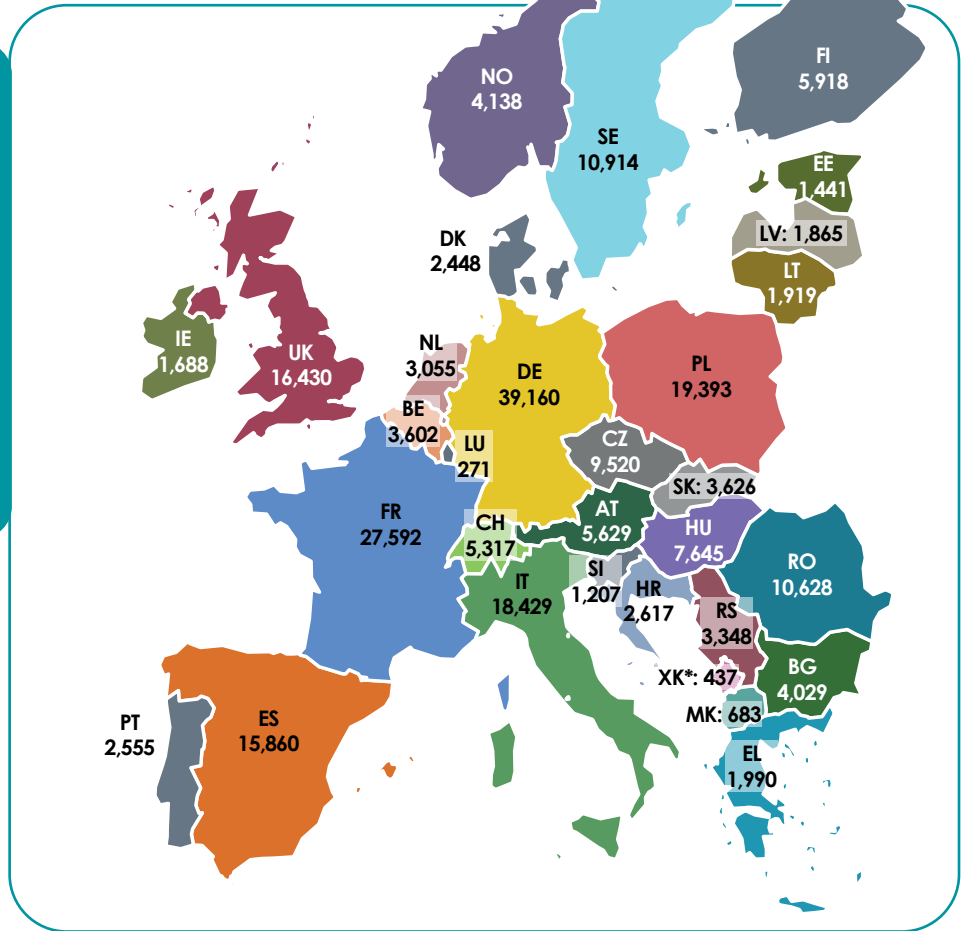 NO
4,138
FI
5,918
SE
10,914
EE
1,441
LV: 1,865
DK
2,448
LT
1,919
IE
1,688
UK
16,430
NL
3,055
DE
39,160
PL
19,393
BE
3,602
LU
271
CZ
9,520
SK: 3,626
FR
27,592
CH
5,317
AT
5,629
HU
7,645
RO
10,628
IT
18,429
SI
1,207
HR
2,617
RS
3,348
XK*: 437
BG
4,029
MK: 683
PT
2,555
ES
15,860
EL
1,990